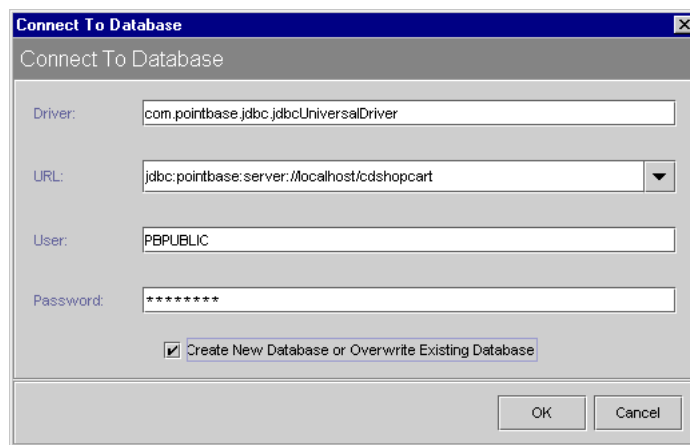 Connect To Database
Connect To Database
Driver: com.pointbase.jdbc.jdbcUniversalDriver
URL: jdbc:pointbase:server://localhost/cdshopcart
User: PBPUBLIC
Password: ********
Create New Database or Overwrite Existing Database
OK Cancel